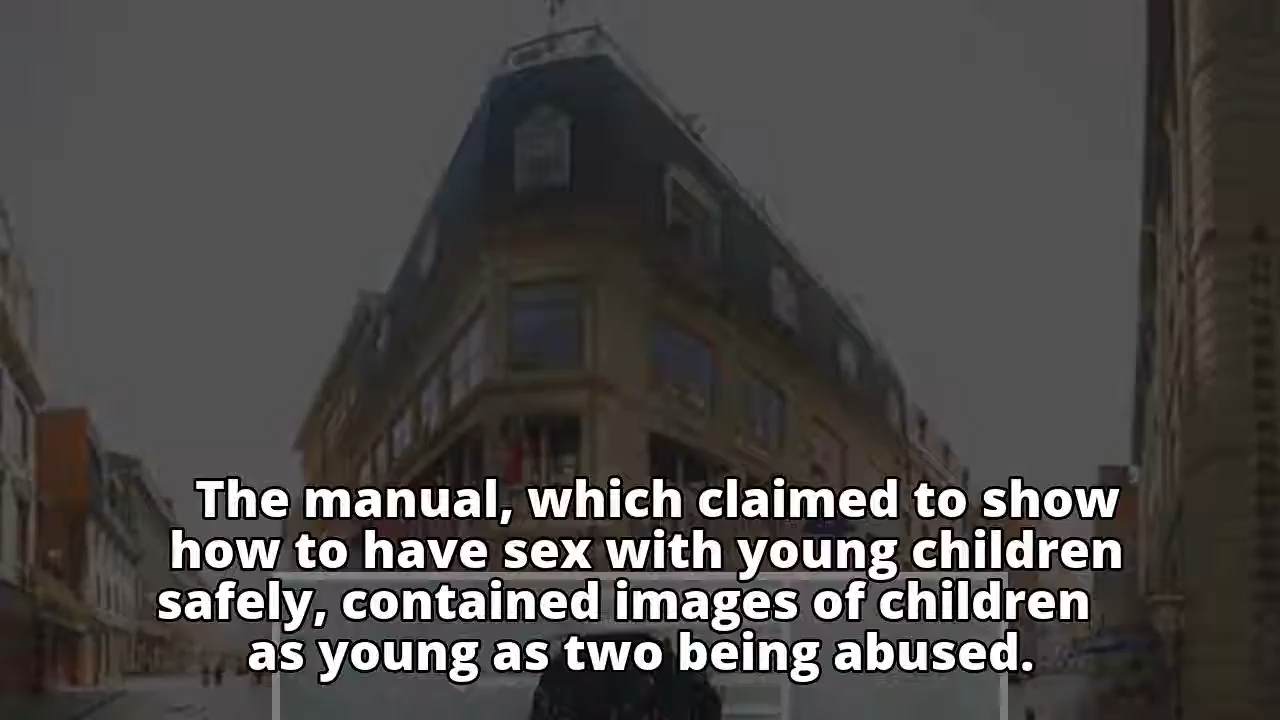 The manual, which claimed to show
how to have sex with young children
safely, contained images of children
as young as two being abused.